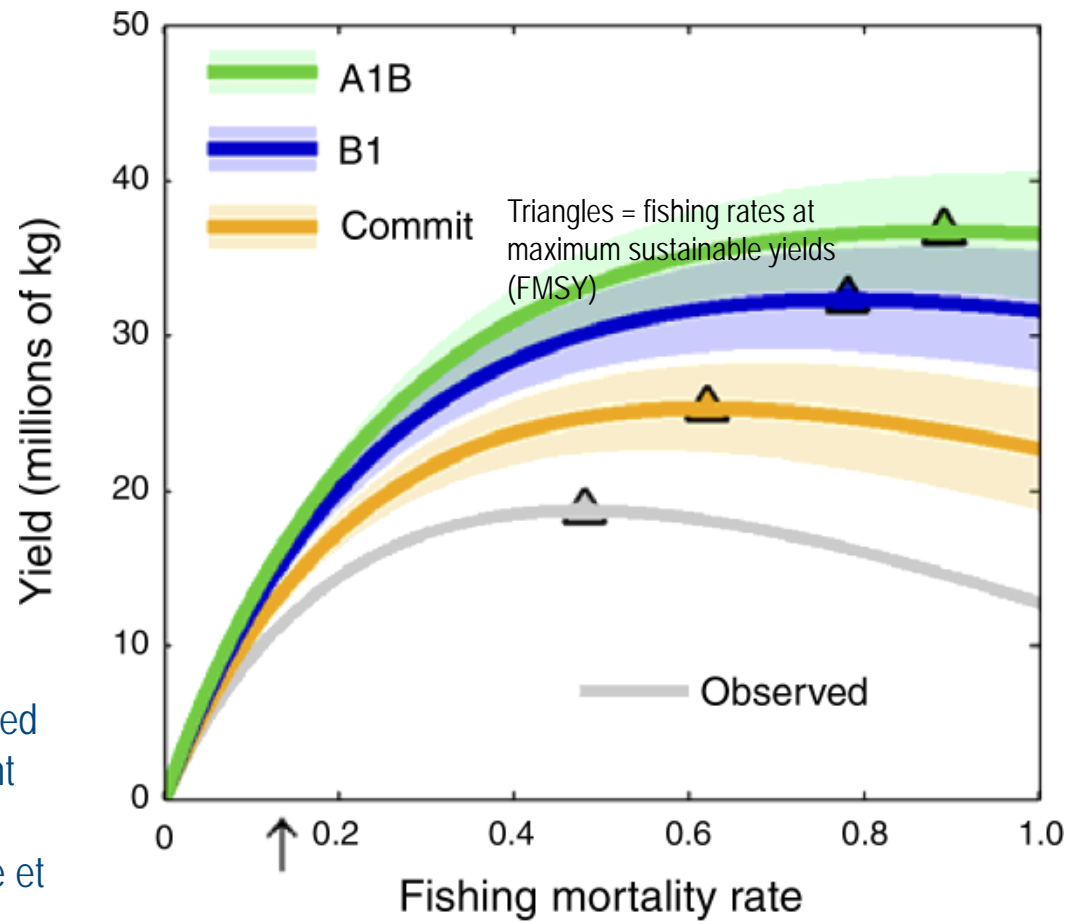 50
40
30
20
10
0
Yield (millions of kg)
A1B
B1
Commit
Triangles = fishing rates at
maximum sustainable yields
(FMSY)
Observed
0 0.2 0.4 0.6 0.8 1.0
Fishing mortality rate
ed
nt
e et